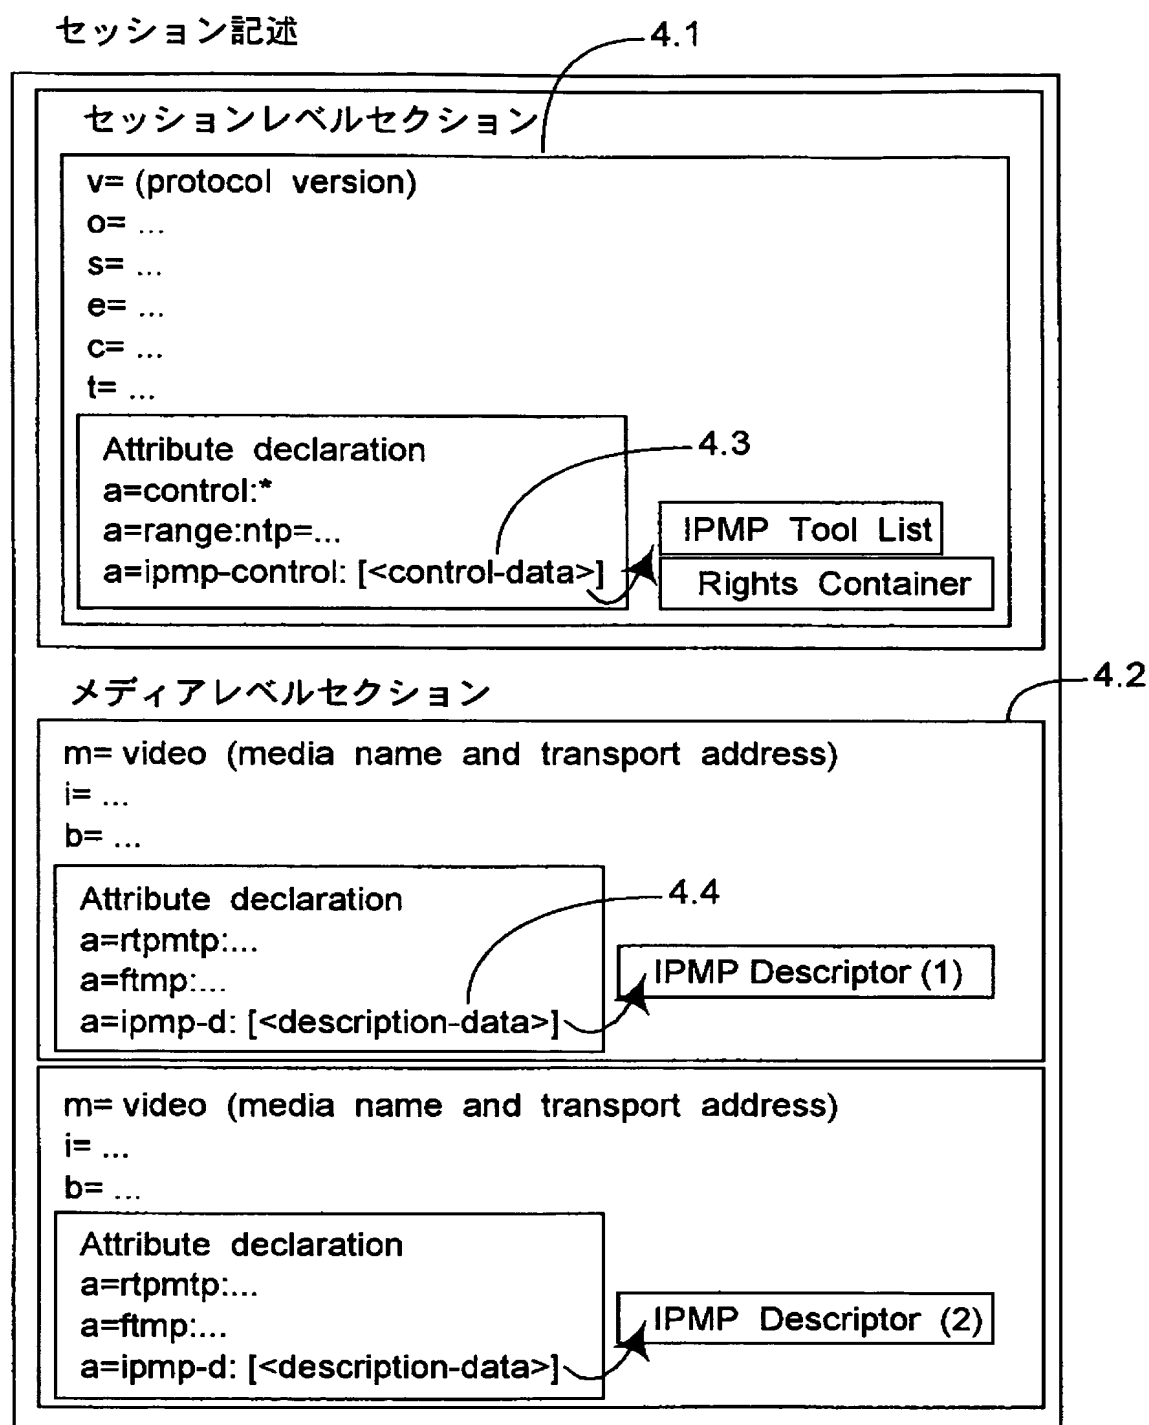 セッション記述
4.1
セッションレベルセクション
v= (protocol version)
o= ...
s= ...
e= ...
c= ...
t= ...
Attribute declaration
4.3
a=control:*
a=range:ntp=...
IPMP Tool List
a=ipmp-control: [<control-data>]
Rights Container
メディアレベルセクション
4.2
m= video (media name and transport address)
i= ...
b= ...
Attribute declaration
4.4
a=rtpmtp:...
a=ftmp:...
IPMP Descriptor (1)
a=ipmp-d: [<description-data>]
m= video (media name and transport address)
i= ...
b= ...
Attribute declaration
a=rtpmtp:...
a=ftmp:...
IPMP Descriptor (2)
a=ipmp-d: [<description-data>]